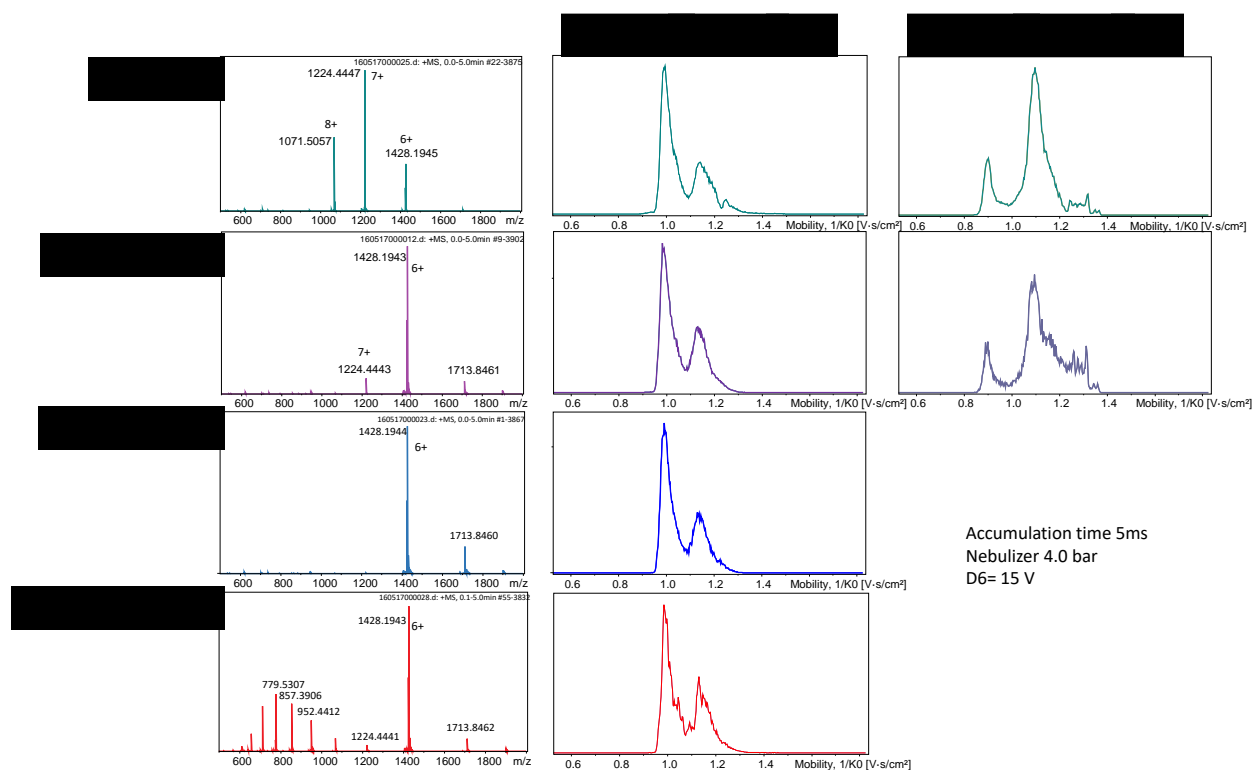 160517000025.d: +MS, 0.0-5.0min #22-3875
1224.4447
7+
8+
1071.5057
6+
1428.1945
600 800 1000 1200 1400 1600 1800 m/z
0.6 0.8 1.0 1.2 1.4 Mobility, 1/K0 [V·s/cm²]
0.6 0.8 1.0 1.2 1.4 Mobility, 1/K0 [V·s/cm²]
160517000012.d: +MS, 0.0-5.0min #9-3902
1428.1943
6+
7+
1224.4443
1713.8461
600 800 1000 1200 1400 1600 1800 m/z
0.6 0.8 1.0 1.2 1.4 Mobility, 1/K0 [V·s/cm²]
0.6 0.8 1.0 1.2 1.4 Mobility, 1/K0 [V·s/cm²]
160517000023.d: +MS, 0.0-5.0min #1-3867
1428.1944
6+
1713.8460
600 800 1000 1200 1400 1600 1800 m/z
0.6 0.8 1.0 1.2 1.4 Mobility, 1/K0 [V·s/cm²]
Accumulation time 5ms
Nebulizer 4.0 bar
D6= 15 V
160517000028.d: +MS, 0.1-5.0min #55-3832
1428.1943
6+
779.5307
857.3906
952.4412
1224.4441
1713.8462
600 800 1000 1200 1400 1600 1800 m/z
0.6 0.8 1.0 1.2 1.4 Mobility, 1/K0 [V·s/cm²]